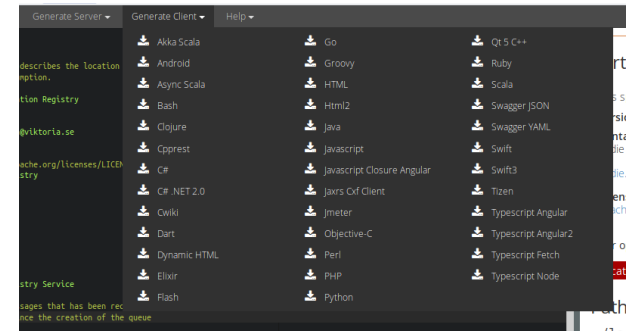 Generate Server
Generate Client
Help
Akka Scala
Android
Async Scala
Bash
Clojure
Cpprest
C#
C# .NET 2.0
Cwiki
Dart
Dynamic HTML
Elixir
Flash
Go
Groovy
HTML
Html2
Java
Javascript
Javascript Closure Angular
Jaxrs Cxf Client
Jmeter
Objective-C
Perl
PHP
Python
Qt 5 C++
Ruby
Scala
Swagger JSON
Swagger YAML
Swift
Swift3
Tizen
Typescript Angular
Typescript Angular2
Typescript Fetch
Typescript Node
describes the location
mption.
tion Registry
@viktoria.se
pache.org/licenses/LICEN
stry
stry Service
sages that has been rec
nce the creation of the queue